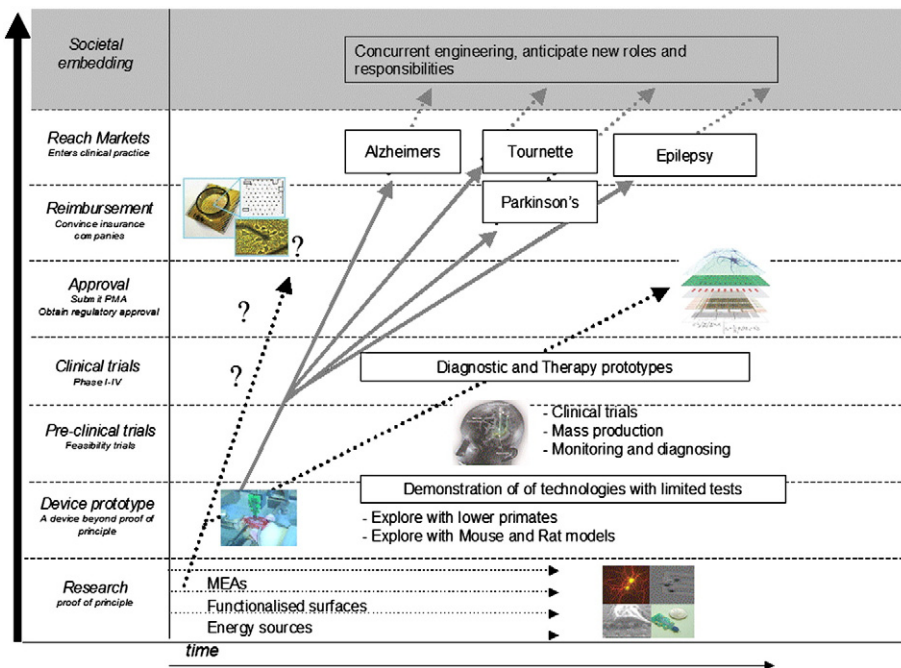 Societal
embedding
Concurrent engineering, anticipate new roles and
responsibilities
Reach Markets
Enters clinical practice
Alzheimers
Tournette
Epilepsy
Reimbursement
Convince insurance
companies
Parkinson's
?
Approval
Submit PMA
Obtain regulatory approval
?
Clinical trials
Phase I-IV
?
Diagnostic and Therapy prototypes
Pre-clinical trials
Feasibility trials
- Clinical trials
- Mass production
- Monitoring and diagnosing
Device prototype
A device beyond proof of
principle
Demonstration of of technologies with limited tests
- Explore with lower primates
- Explore with Mouse and Rat models
Research
proof of principle
MEAs
Functionalised surfaces
Energy sources
time